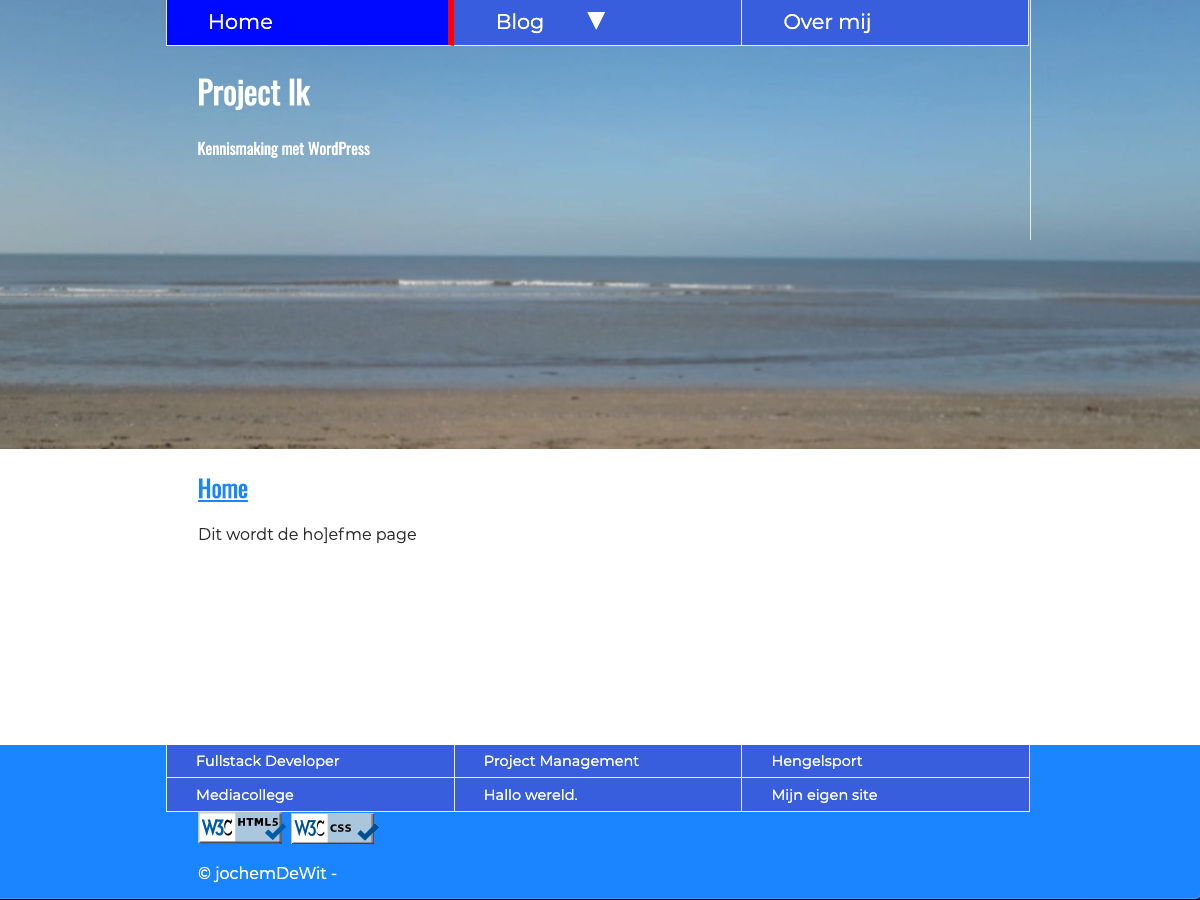 Home Blog ▼ Over mij
Project Ik
Kennismaking met WordPress
Home
Dit wordt de ho]efme page
Fullstack Developer Project Management Hengelsport
Mediacollege Hallo wereld. Mijn eigen site
W3C HTML5 W3C CSS
© jochemDeWit -